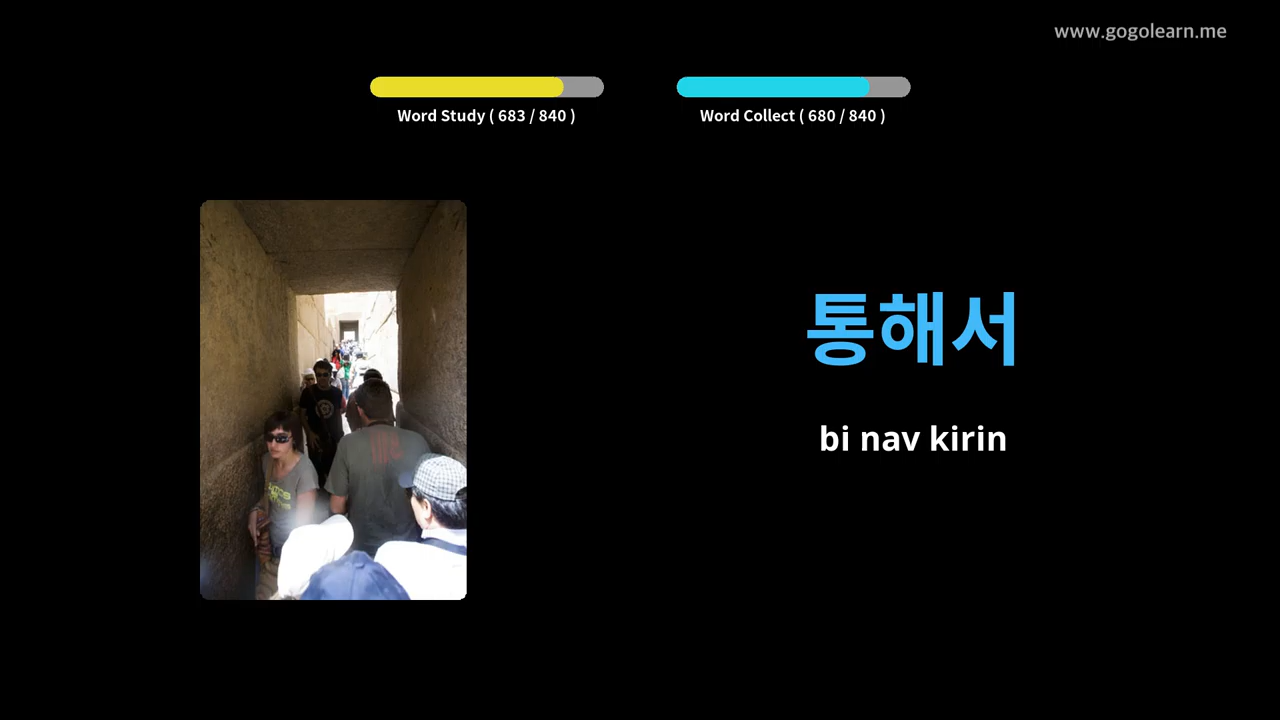 www.gogolearn.me
Word Study ( 683 / 840 )
Word Collect ( 680 / 840 )
통해서
bi nav kirin